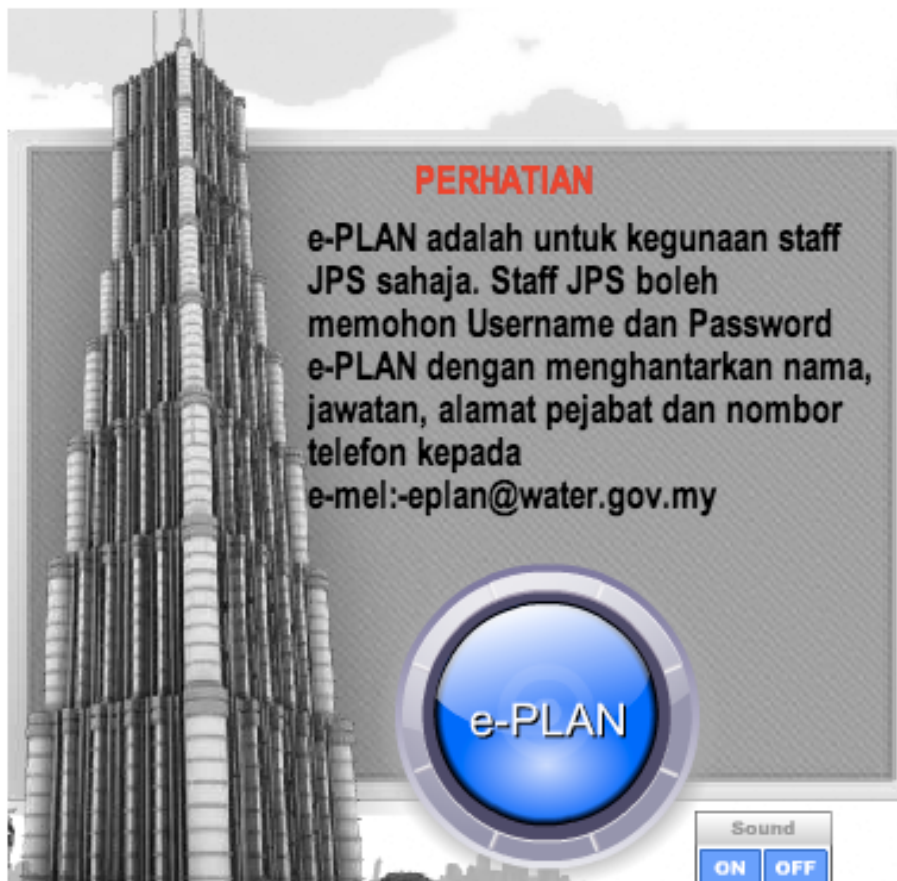 PERHATIAN
e-PLAN adalah untuk kegunaan staff
JPS sahaja. Staff JPS boleh
memohon Username dan Password
e-PLAN dengan menghantarkan nama,
jawatan, alamat pejabat dan nombor
telefon kepada
e-mel:-eplan@water.gov.my
e-PLAN
Sound
ON OFF